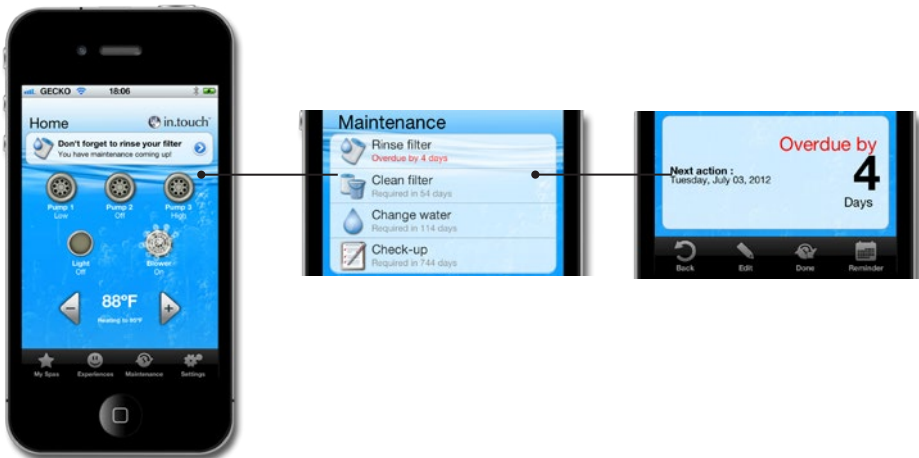 GECKO 18:06
Home in.touch
Don't forget to rinse your filter
You have maintenance coming up!
Pump 1 Pump 2 Pump 3
Low Off High
Light Blower
Off On
88°F
My Spas Experiences Maintenance Settings
Maintenance
Rinse filter
Overdue by 4 days
Clean filter
Required in 54 days
Change water
Required in 114 days
Check-up
Required in 744 days
Overdue by
4
Days
Next action :
Tuesday, July 03, 2012
Back Edit Done Reminder